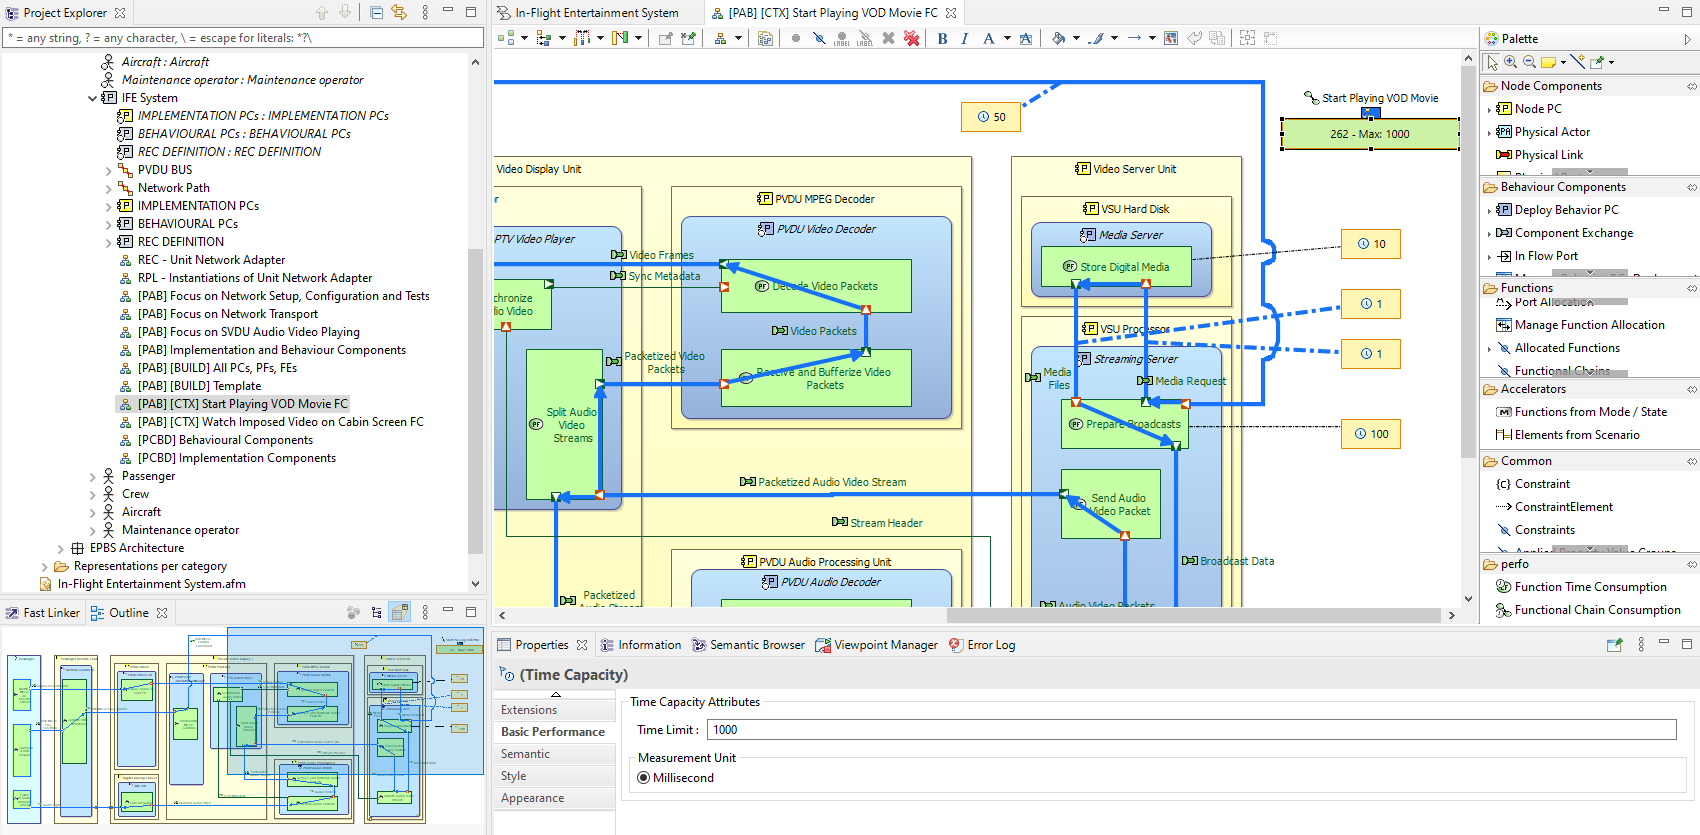 Project Explorer
* = any string, ? = any character, \ = escape for literals: *?\
Aircraft : Aircraft
Maintenance operator : Maintenance operator
IFE System
IMPLEMENTATION PCs : IMPLEMENTATION PCs
BEHAVIOURAL PCs : BEHAVIOURAL PCs
REC DEFINITION : REC DEFINITION
PVDU BUS
Network Path
IMPLEMENTATION PCs
BEHAVIOURAL PCs
REC DEFINITION
REC - Unit Network Adapter
RPL - Instantiations of Unit Network Adapter
[PAB] Focus on Network Setup, Configuration and Tests
[PAB] Focus on Network Transport
[PAB] Focus on SVDU Audio Video Playing
[PAB] Implementation and Behaviour Components
[PAB] [BUILD] All PCs, PFs, FEs
[PAB] [BUILD] Template
[PAB] [CTX] Start Playing VOD Movie FC
[PAB] [CTX] Watch Imposed Video on Cabin Screen FC
[PCBD] Behavioural Components
[PCBD] Implementation Components
Passenger
Crew
Aircraft
Maintenance operator
EPBS Architecture
Representations per category
In-Flight Entertainment System.afm
Fast Linker
Outline
In-Flight Entertainment System
[PAB] [CTX] Start Playing VOD Movie FC
LABEL
LABEL
B I A A
50
Start Playing VOD Movie
262 - Max: 1000
Video Display Unit
Video Server Unit
PVDU MPEG Decoder
VSU Hard Disk
PTV Video Player
PVDU Video Decoder
Media Server
Video Frames
Sync Metadata
Store Digital Media
10
chronize
dio Video
Decode Video Packets
Video Packets
1
VSU Processor
Streaming Server
1
Packetized Video
Packets
Receive and Bufferize Video
Packets
Media
Files
Media Request
Split Audio
Video
Streams
Prepare Broadcasts
100
Packetized Audio Video Stream
Send Audio
Video Packet
Stream Header
PVDU Audio Processing Unit
PVDU Audio Decoder
Broadcast Data
Packetized
Audio Stream
Audio Video Packets
Palette
Node Components
Node PC
Physical Actor
Physical Link
Behaviour Components
Deploy Behavior PC
Component Exchange
In Flow Port
Functions
Port Allocation
Manage Function Allocation
Allocated Functions
Functional Chains
Accelerators
Functions from Mode / State
Elements from Scenario
Common
Constraint
ConstraintElement
Constraints
Applied Property Value Groups
perfo
Function Time Consumption
Functional Chain Consumption
Properties
Information
Semantic Browser
Viewpoint Manager
Error Log
(Time Capacity)
Extensions
Basic Performance
Semantic
Style
Appearance
Time Capacity Attributes
Time Limit :
1000
Measurement Unit
Millisecond